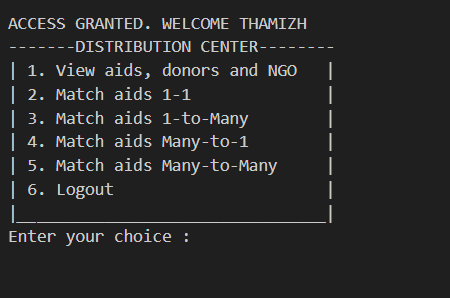 ACCESS GRANTED. WELCOME THAMIZH
-------DISTRIBUTION CENTER--------
| 1. View aids, donors and NGO   |
| 2. Match aids 1-1              |
| 3. Match aids 1-to-Many        |
| 4. Match aids Many-to-1        |
| 5. Match aids Many-to-Many     |
| 6. Logout                      |
|________________________________|
Enter your choice :